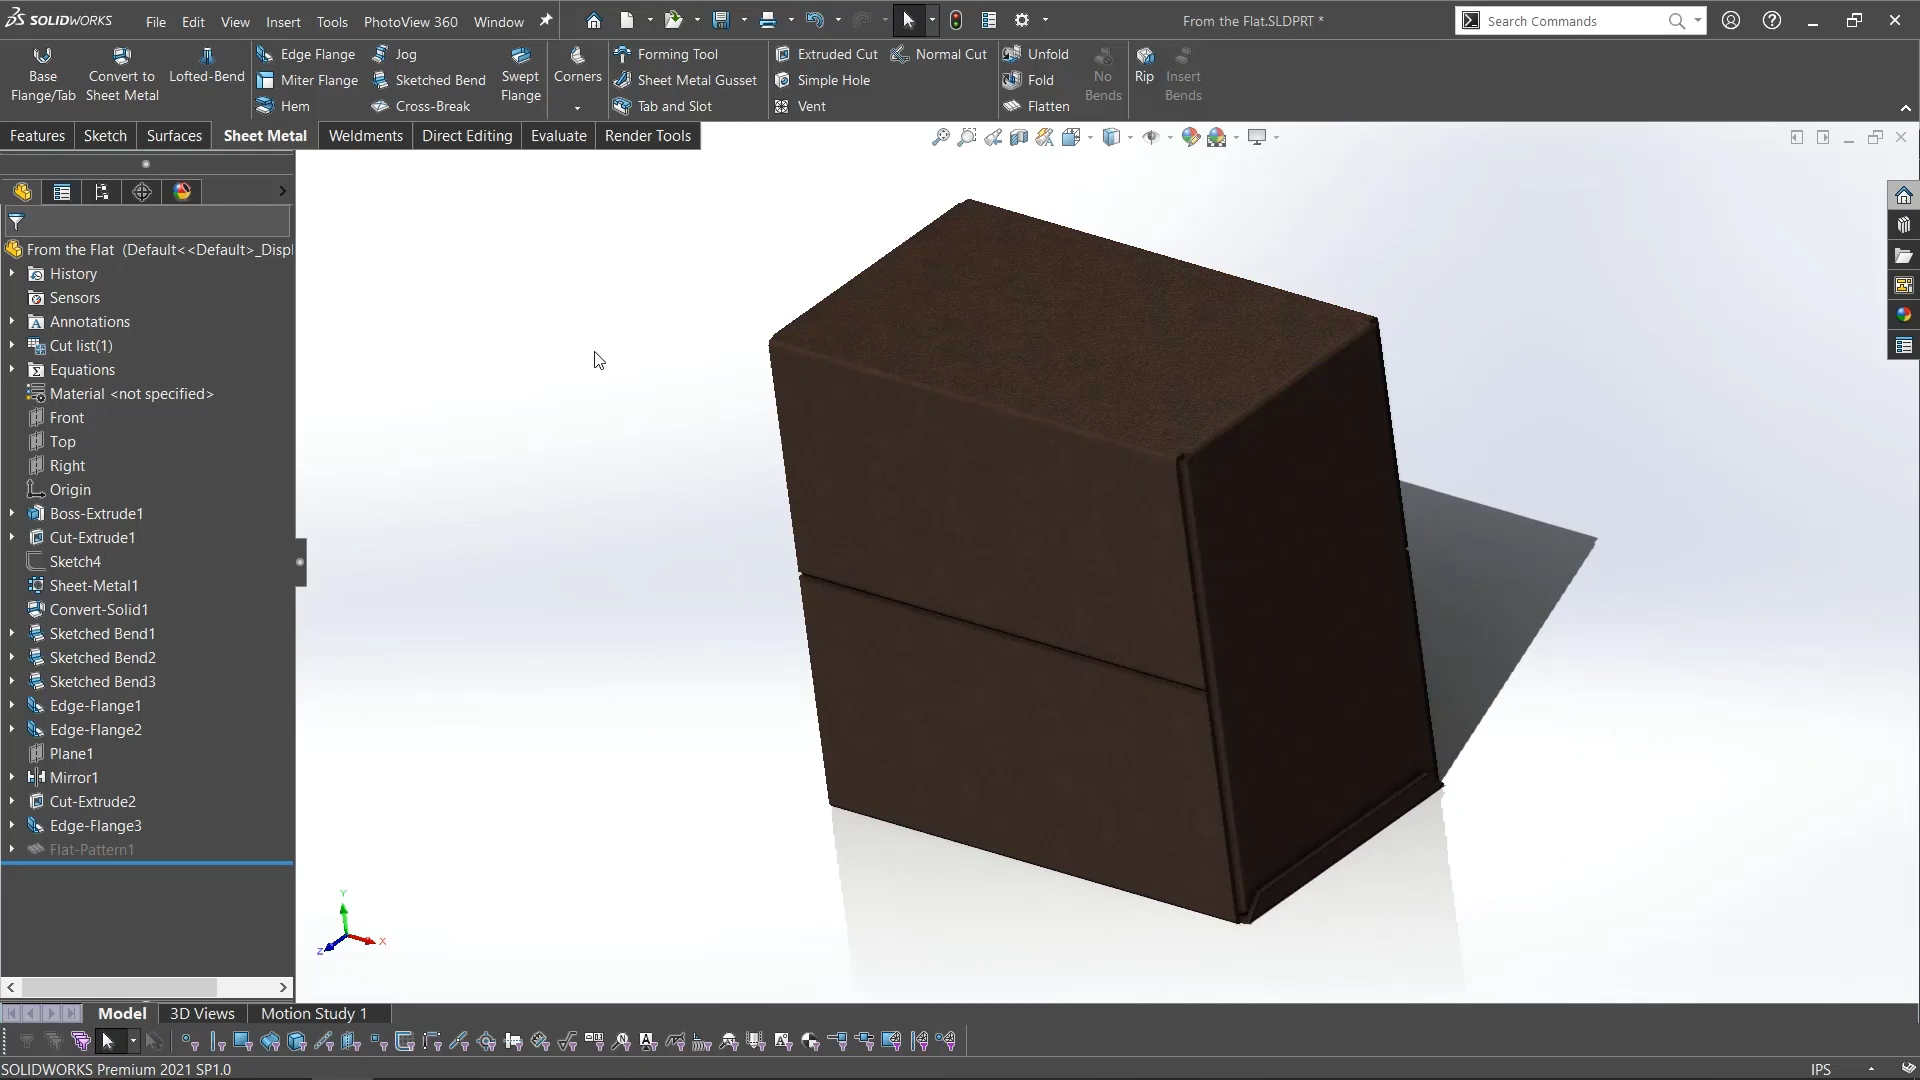 SOLIDWORKS File Edit View Insert Tools PhotoView 360 Window From the Flat.SLDPRT * Search Commands
Base Flange/Tab
Convert to Sheet Metal
Lofted-Bend
Edge Flange
Miter Flange
Hem
Jog
Sketched Bend
Cross-Break
Swept Flange
Corners
Forming Tool
Sheet Metal Gusset
Tab and Slot
Extruded Cut
Simple Hole
Vent
Normal Cut
Unfold
Fold
Flatten
No Bends
Rip
Insert Bends
Features Sketch Surfaces Sheet Metal Weldments Direct Editing Evaluate Render Tools
From the Flat (Default<<Default>_Displ
History
Sensors
Annotations
Cut list(1)
Equations
Material <not specified>
Front
Top
Right
Origin
Boss-Extrude1
Cut-Extrude1
Sketch4
Sheet-Metal1
Convert-Solid1
Sketched Bend1
Sketched Bend2
Sketched Bend3
Edge-Flange1
Edge-Flange2
Plane1
Mirror1
Cut-Extrude2
Edge-Flange3
Flat-Pattern1
Y
X
Z
Model 3D Views Motion Study 1
SOLIDWORKS Premium 2021 SP1.0 IPS